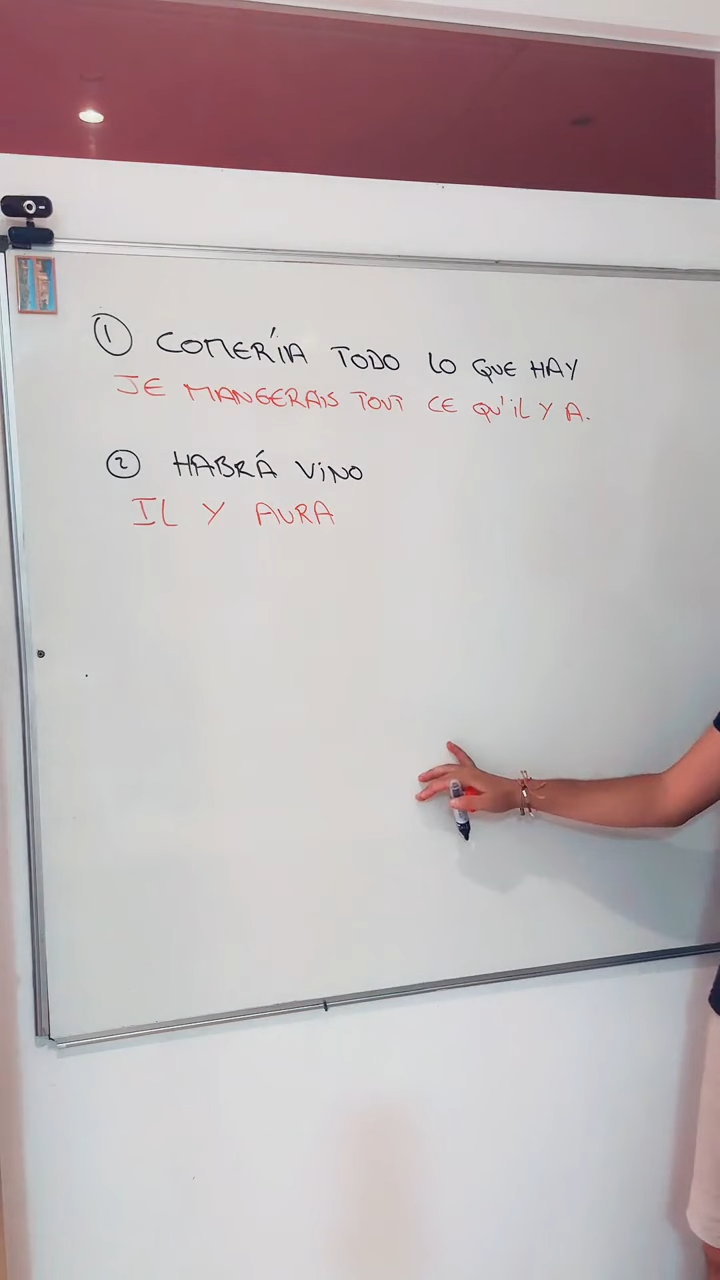 ① COMERÍA TODO LO QUE HAY
JE MANGERAIS TOUT CE QU'IL Y A.
② HABRÁ VINO
IL Y AURA